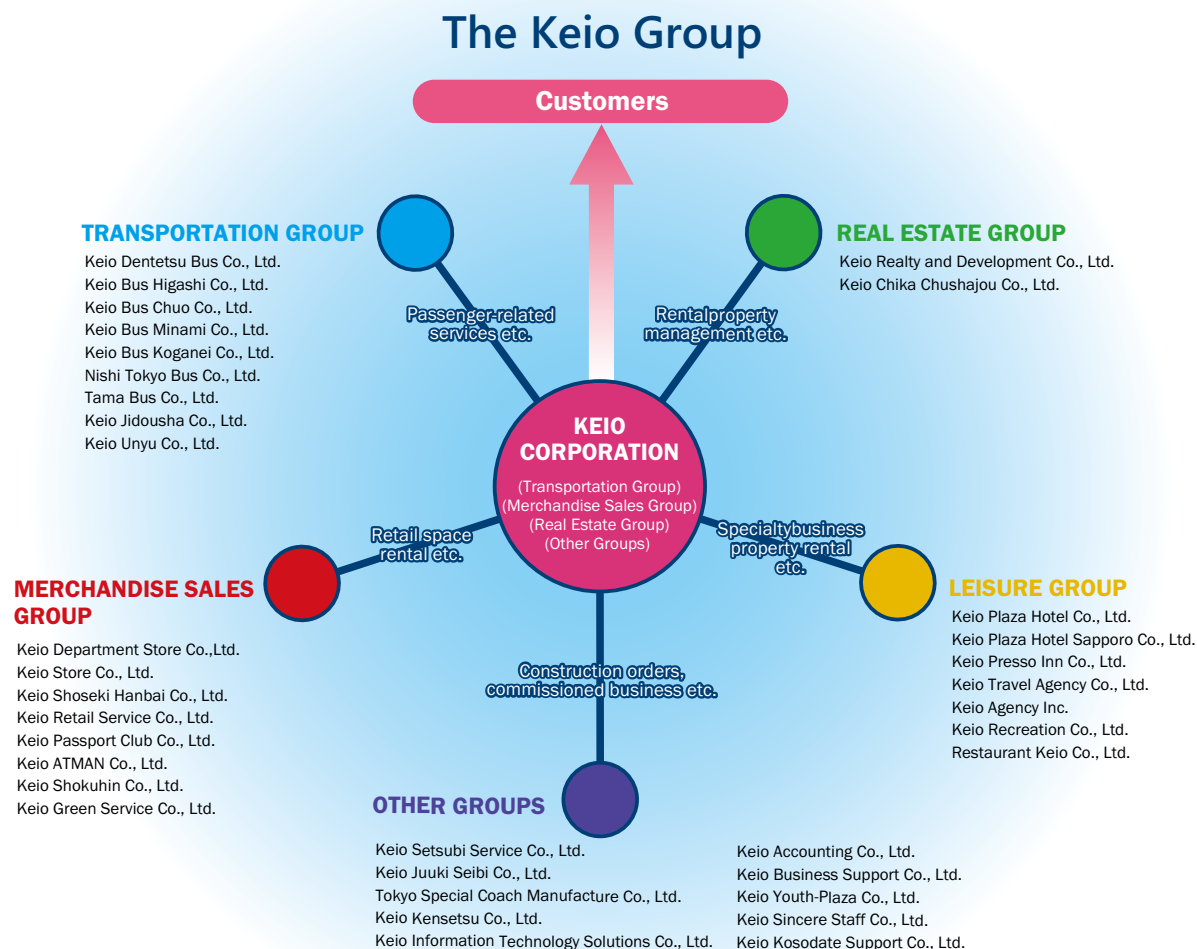 The Keio Group
Customers
TRANSPORTATION GROUP
Keio Dentetsu Bus Co., Ltd.
Keio Bus Higashi Co., Ltd.
Keio Bus Chuo Co., Ltd.
Keio Bus Minami Co., Ltd.
Keio Bus Koganei Co., Ltd.
Nishi Tokyo Bus Co., Ltd.
Tama Bus Co., Ltd.
Keio Jidousha Co., Ltd.
Keio Unyu Co., Ltd.
REAL ESTATE GROUP
Keio Realty and Development Co., Ltd.
Keio Chika Chushajou Co., Ltd.
Passenger-related
services etc.
Rentalproperty
management etc.
KEIO
CORPORATION
(Transportation Group)
(Merchandise Sales Group)
(Real Estate Group)
(Other Groups)
Retail space
rental etc.
Specialtybusiness
property rental
etc.
MERCHANDISE SALES
GROUP
Keio Department Store Co.,Ltd.
Keio Store Co., Ltd.
Keio Shoseki Hanbai Co., Ltd.
Keio Retail Service Co., Ltd.
Keio Passport Club Co., Ltd.
Keio ATMAN Co., Ltd.
Keio Shokuhin Co., Ltd.
Keio Green Service Co., Ltd.
LEISURE GROUP
Keio Plaza Hotel Co., Ltd.
Keio Plaza Hotel Sapporo Co., Ltd.
Keio Presso Inn Co., Ltd.
Keio Travel Agency Co., Ltd.
Keio Agency Inc.
Keio Recreation Co., Ltd.
Restaurant Keio Co., Ltd.
Construction orders,
commissioned business etc.
OTHER GROUPS
Keio Setsubi Service Co., Ltd.
Keio Juuki Seibi Co., Ltd.
Tokyo Special Coach Manufacture Co., Ltd.
Keio Kensetsu Co., Ltd.
Keio Information Technology Solutions Co., Ltd.
Keio Accounting Co., Ltd.
Keio Business Support Co., Ltd.
Keio Youth-Plaza Co., Ltd.
Keio Sincere Staff Co., Ltd.
Keio Kosodate Support Co., Ltd.